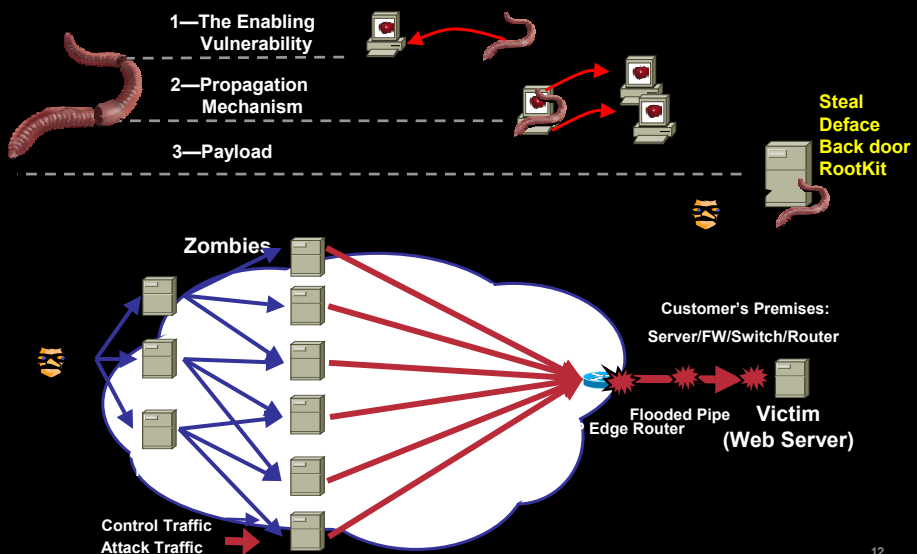 1—The Enabling
Vulnerability
2—Propagation
Mechanism
3—Payload
Steal
Deface
Back door
RootKit
Zombies
Customer's Premises:
Server/FW/Switch/Router
Flooded Pipe
P Edge Router
Victim
(Web Server)
Control Traffic
Attack Traffic
12